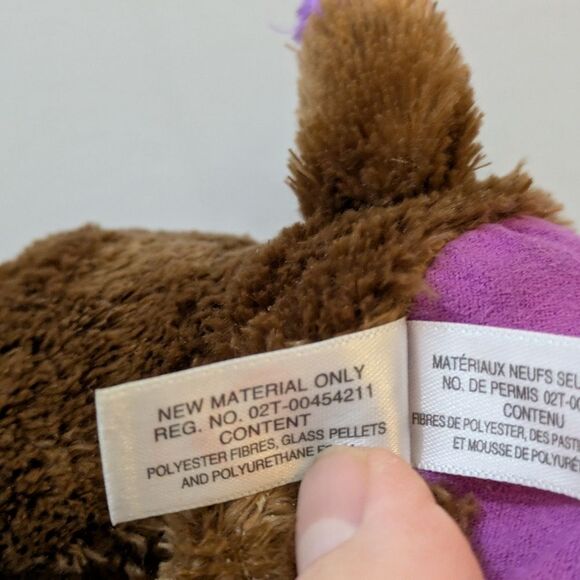 NEW MATERIAL ONLY
REG. NO. 02T-00454211
CONTENT
POLYESTER FIBRES, GLASS PELLETS
AND POLYURETHANE
MATÉRIAUX NEUFS
NO. DE PERMIS
CONTENU
FIBRES DE POLYESTER, DES
ET MOUSSE DE